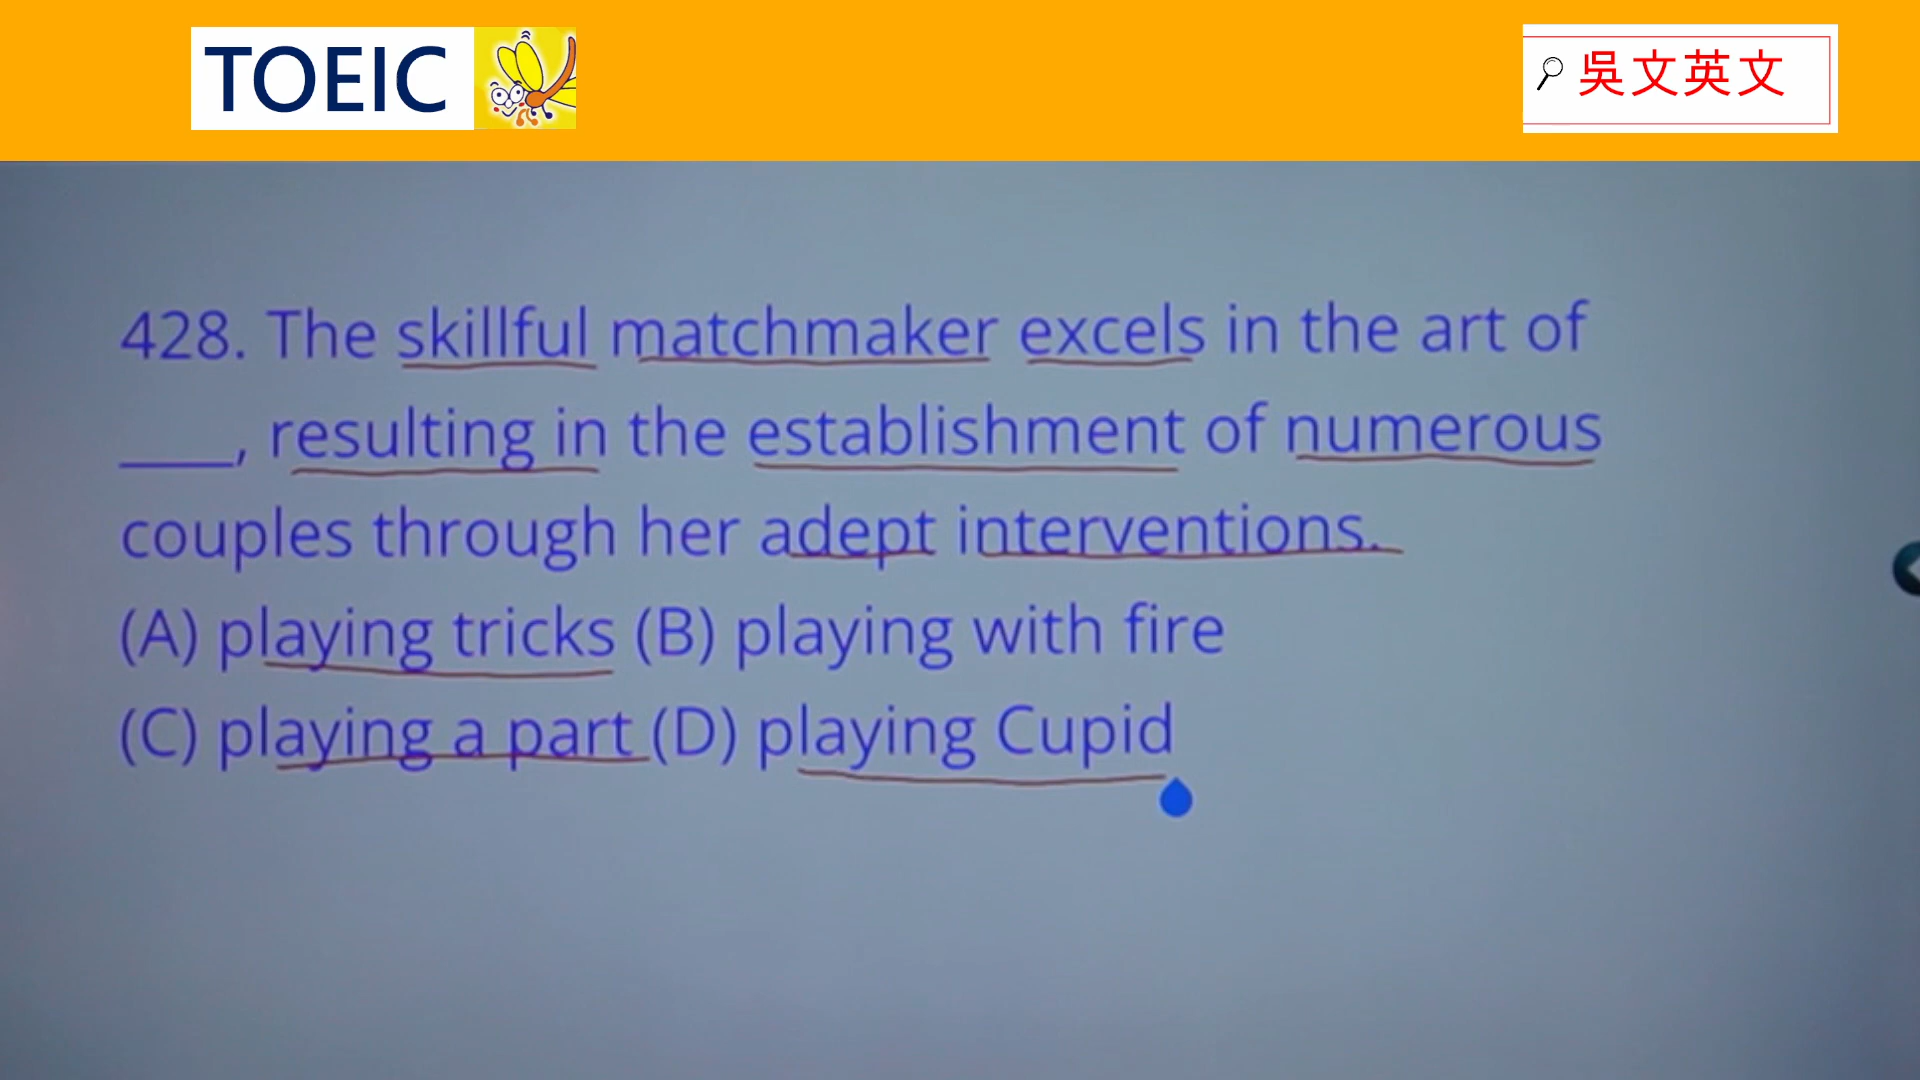 TOEIC
吳文英文
428. The skillful matchmaker excels in the art of
____, resulting in the establishment of numerous
couples through her adept interventions.
(A) playing tricks (B) playing with fire
(C) playing a part (D) playing Cupid